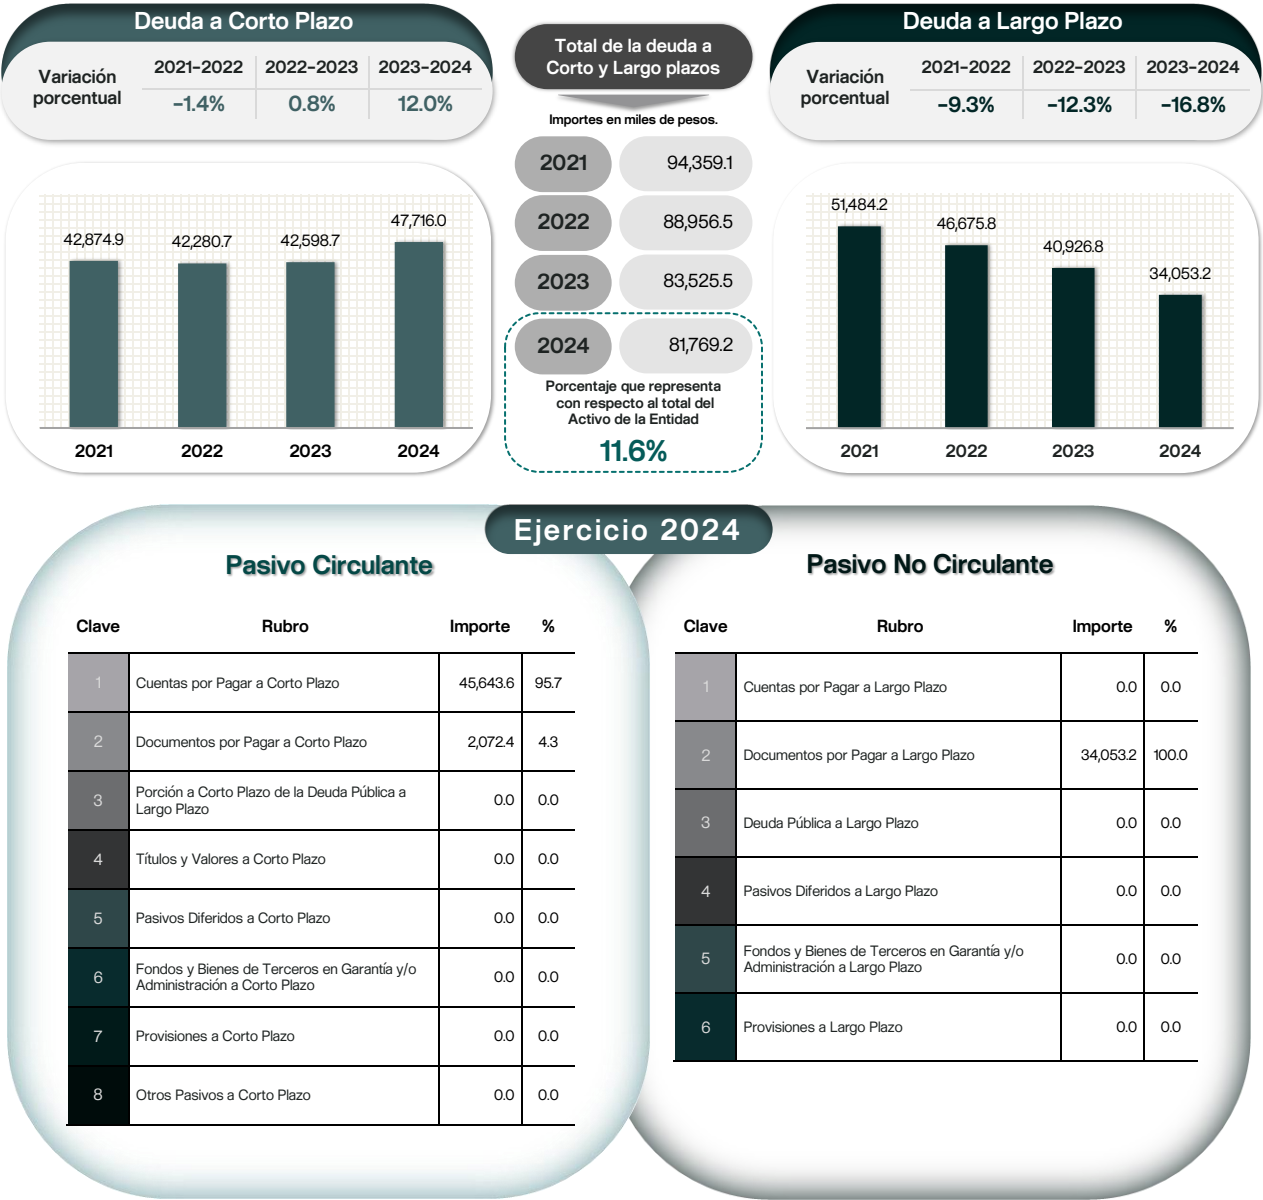 Deuda a Corto Plazo
Variación
porcentual
2021-2022 2022-2023 2023-2024
-1.4% 0.8% 12.0%
42,874.9 42,280.7 42,598.7 47,716.0
2021 2022 2023 2024
Total de la deuda a
Corto y Largo plazos
Importes en miles de pesos.
2021 94,359.1
2022 88,956.5
2023 83,525.5
2024 81,769.2
Porcentaje que representa
con respecto al total del
Activo de la Entidad
11.6%
Deuda a Largo Plazo
Variación
porcentual
2021-2022 2022-2023 2023-2024
-9.3% -12.3% -16.8%
51,484.2 46,675.8 40,926.8 34,053.2
2021 2022 2023 2024
Ejercicio 2024
Pasivo Circulante
Clave Rubro Importe %
1 Cuentas por Pagar a Corto Plazo 45,643.6 95.7
2 Documentos por Pagar a Corto Plazo 2,072.4 4.3
3 Porción a Corto Plazo de la Deuda Pública a
Largo Plazo 0.0 0.0
4 Títulos y Valores a Corto Plazo 0.0 0.0
5 Pasivos Diferidos a Corto Plazo 0.0 0.0
6 Fondos y Bienes de Terceros en Garantía y/o
Administración a Corto Plazo 0.0 0.0
7 Provisiones a Corto Plazo 0.0 0.0
8 Otros Pasivos a Corto Plazo 0.0 0.0
Pasivo No Circulante
Clave Rubro Importe %
1 Cuentas por Pagar a Largo Plazo 0.0 0.0
2 Documentos por Pagar a Largo Plazo 34,053.2 100.0
3 Deuda Pública a Largo Plazo 0.0 0.0
4 Pasivos Diferidos a Largo Plazo 0.0 0.0
5 Fondos y Bienes de Terceros en Garantía y/o
Administración a Largo Plazo 0.0 0.0
6 Provisiones a Largo Plazo 0.0 0.0